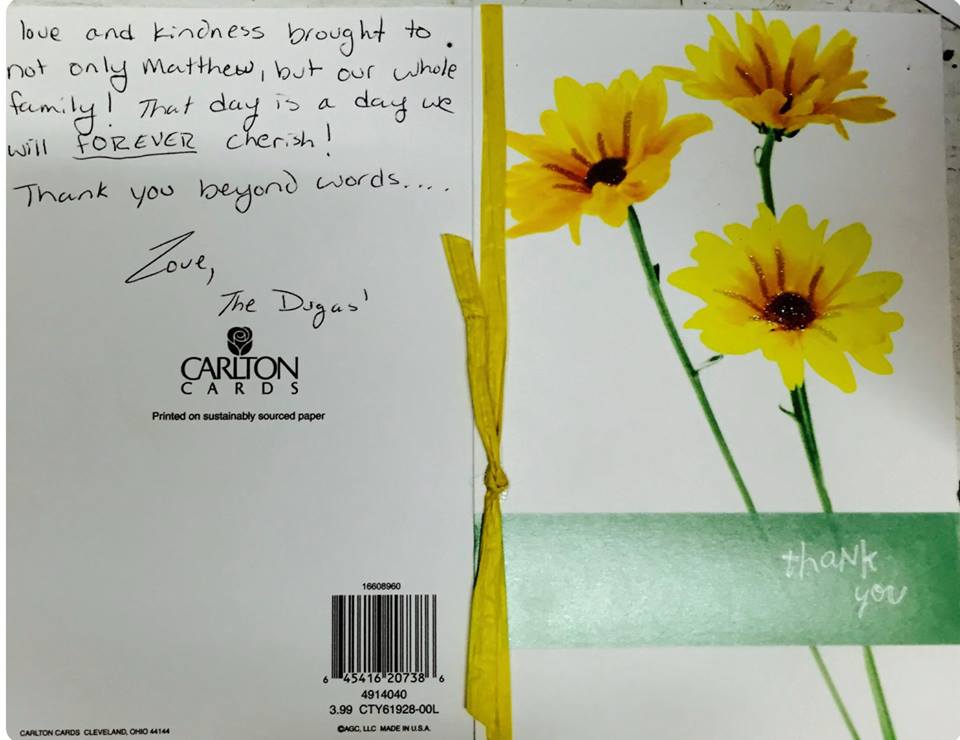 love and kindness brought to
not only Matthew, but our whole
family! That day is a day we
will FOREVER cherish!
Thank you beyond words....
Love,
The Dugas'
CARLTON
CARDS
Printed on sustainably sourced paper
16608960
6 45416 20738 6
4914040
3.99 CTY61928-00L
©AGC, LLC MADE IN U.S.A.
CARLTON CARDS CLEVELAND, OHIO 44144
thank
you